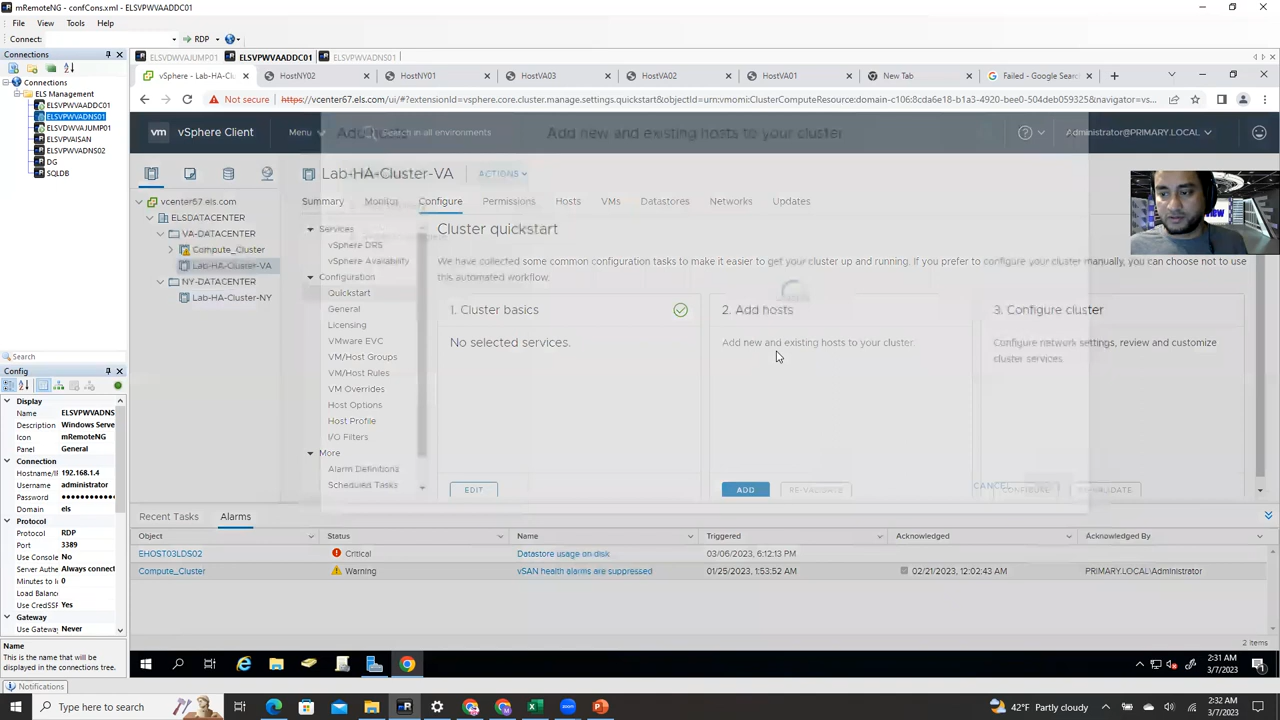 mRemoteNG - confCons.xml - ELSVPWVAADDC01
File View Tools Help
Connect: RDP
Connections
ELSVDWVAJUMP01 ELSVPWVAADDC01 ELSVPWVADNS01
vSphere - Lab-HA-Clust HostNY02 HostNY01 HostVA03 HostVA02 HostVA01 New Tab Failed - Google Sear
Not secure https://vcenter67.els.com/ui/#?extensionId=vsphere.core.cluster.manage.settings.quickstart&objectId=urn:vmomi:ClusterComputeResource:domain-c106:8cda6e18-b1a3-4920-bee0-504deb059325&navigator=vs
Connections
ELS Management
ELSVPWVAADDC01
ELSVPWVADNS01
ELSVDWVAJUMP01
ELSVPWVAISAN
ELSVPWVADNS02
DG
SQLDB
vm vSphere Client Menu Search in all environments Administrator@PRIMARY.LOCAL
Add new and existing hosts to your cluster
vcenter67.els.com
ELSDATACENTER
VA-DATACENTER
Compute_Cluster
Lab-HA-Cluster-VA
NY-DATACENTER
Lab-HA-Cluster-NY
Lab-HA-Cluster-VA ACTIONS
Summary Monitor Configure Permissions Hosts VMs Datastores Networks Updates
Services
vSphere DRS
vSphere Availability
Configuration
Quickstart
General
Licensing
VMware EVC
VM/Host Groups
VM/Host Rules
VM Overrides
Host Options
Host Profile
I/O Filters
More
Alarm Definitions
Scheduled Tasks
Cluster quickstart
We have collected some common configuration tasks to make it easier to get your cluster up and running. If you prefer to configure your cluster manually, you can choose not to
use this automated workflow.
1. Cluster basics
No selected services.
EDIT
2. Add hosts
Add new and existing hosts to your cluster
ADD RE-VALIDATE
3. Configure cluster
Configure network settings, review and customize
cluster services.
CANCEL
CONFIGURE RE-VALIDATE
Search
Config
Display
Name ELSVPWVADNS
Description Windows Serve
Icon mRemoteNG
Panel General
Connection
Hostname/IP 192.168.1.4
Username administrator
Password ••••••••••••
Domain els
Protocol
Protocol RDP
Port 3389
Use Console No
Server Authe Always connect
Minutes to I 0
Load Balance
Use CredSSP Yes
Gateway
Use Gateway Never
Name
This is the name that will be
displayed in the connections tree.
Notifications
Recent Tasks Alarms
Object Status Name Triggered Acknowledged Acknowledged By
EHOST03LDS02 Critical Datastore usage on disk 03/06/2023, 6:12:13 PM
Compute_Cluster Warning vSAN health alarms are suppressed 01/25/2023, 1:53:52 AM 02/21/2023, 12:02:43 AM PRIMARY.LOCAL\Administrator
2 items
2:31 AM
3/7/2023
Type here to search
42°F Partly cloudy
2:32 AM
3/7/2023